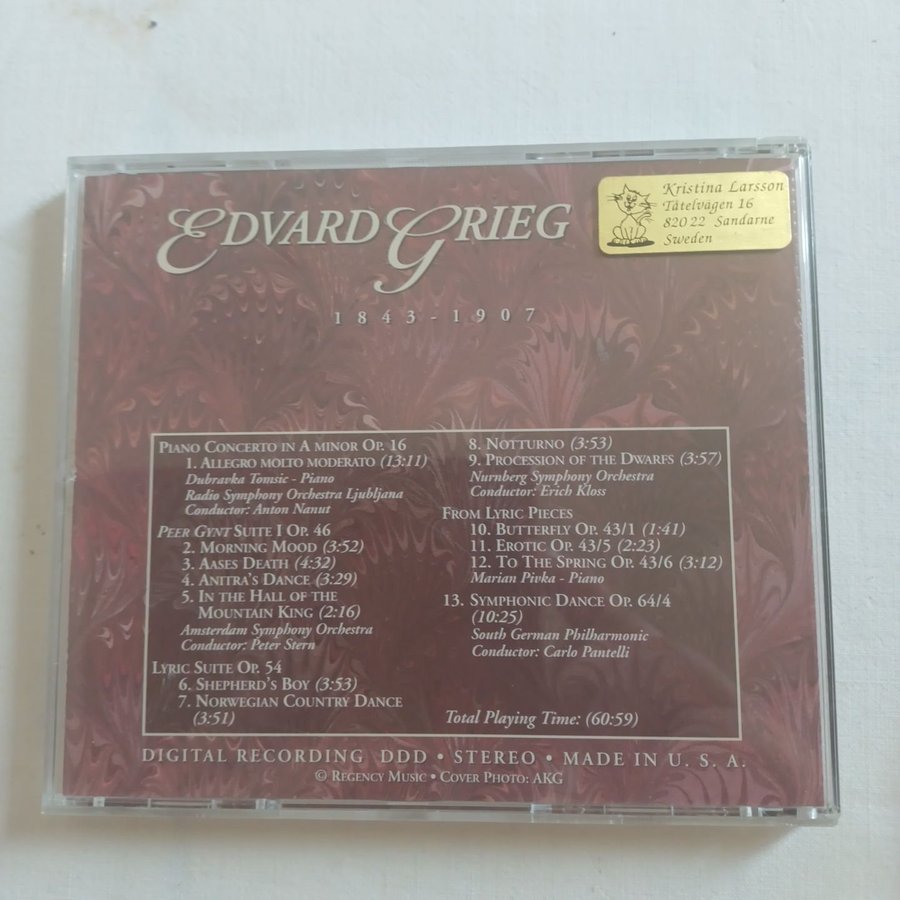 EDVARD GRIEG
1843-1907
Kristina Larsson
Tåtelvägen 16
820 22 Sandarne
Sweden
PIANO CONCERTO IN A MINOR OP. 16
1. ALLEGRO MOLTO MODERATO (13:11)
Dubravka Tomsic - Piano
Radio Symphony Orchestra Ljubljana
Conductor: Anton Nanut
PEER GYNT SUITE I OP. 46
2. MORNING MOOD (3:52)
3. AASES DEATH (4:32)
4. ANITRA'S DANCE (3:29)
5. IN THE HALL OF THE
MOUNTAIN KING (2:16)
Amsterdam Symphony Orchestra
Conductor: Peter Stern
LYRIC SUITE OP. 54
6. SHEPHERD'S BOY (3:53)
7. NORWEGIAN COUNTRY DANCE
(3:51)
8. NOTTURNO (3:53)
9. PROCESSION OF THE DWARFS (3:57)
Nurnberg Symphony Orchestra
Conductor: Erich Kloss
FROM LYRIC PIECES
10. BUTTERFLY OP. 43/1 (1:41)
11. EROTIC OP. 43/5 (2:23)
12. TO THE SPRING OP. 43/6 (3:12)
Marian Pivka - Piano
13. SYMPHONIC DANCE OP. 64/4
(10:25)
South German Philharmonic
Conductor: Carlo Pantelli
Total Playing Time: (60:59)
DIGITAL RECORDING DDD • STEREO • MADE IN U. S. A.
© REGENCY MUSIC • COVER PHOTO: AKG